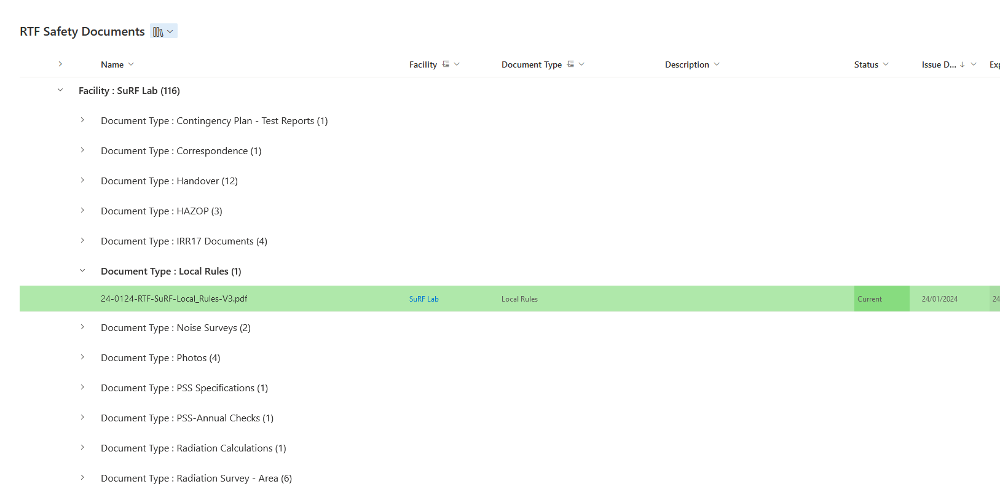 RTF Safety Documents
Name Facility Document Type Description Status Issue D... Exp
Facility : SuRF Lab (116)
Document Type : Contingency Plan - Test Reports (1)
Document Type : Correspondence (1)
Document Type : Handover (12)
Document Type : HAZOP (3)
Document Type : IRR17 Documents (4)
Document Type : Local Rules (1)
24-0124-RTF-SuRF-Local_Rules-V3.pdf SuRF Lab Local Rules Current 24/01/2024 24
Document Type : Noise Surveys (2)
Document Type : Photos (4)
Document Type : PSS Specifications (1)
Document Type : PSS-Annual Checks (1)
Document Type : Radiation Calculations (1)
Document Type : Radiation Survey - Area (6)